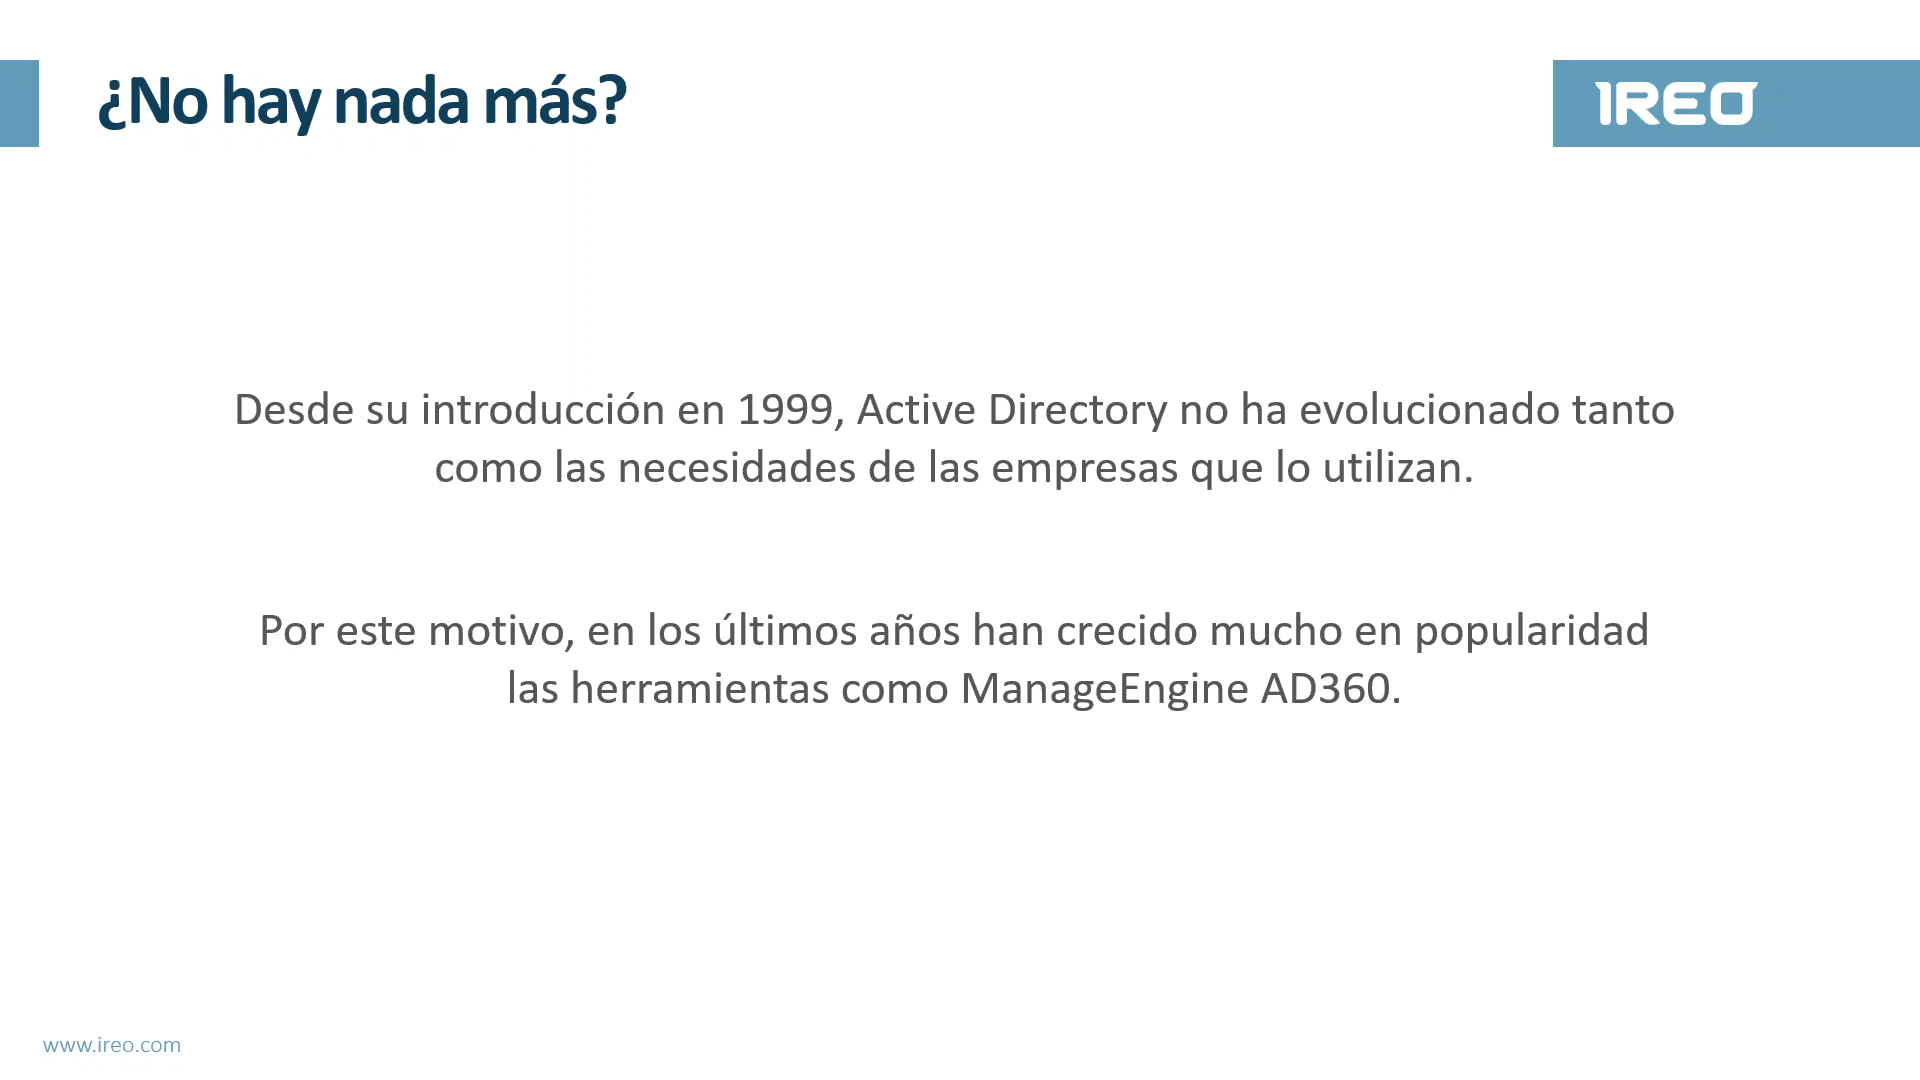 ¿No hay nada más?
IREO
Desde su introducción en 1999, Active Directory no ha evolucionado tanto
como las necesidades de las empresas que lo utilizan.
Por este motivo, en los últimos años han crecido mucho en popularidad
las herramientas como ManageEngine AD360.
www.ireo.com